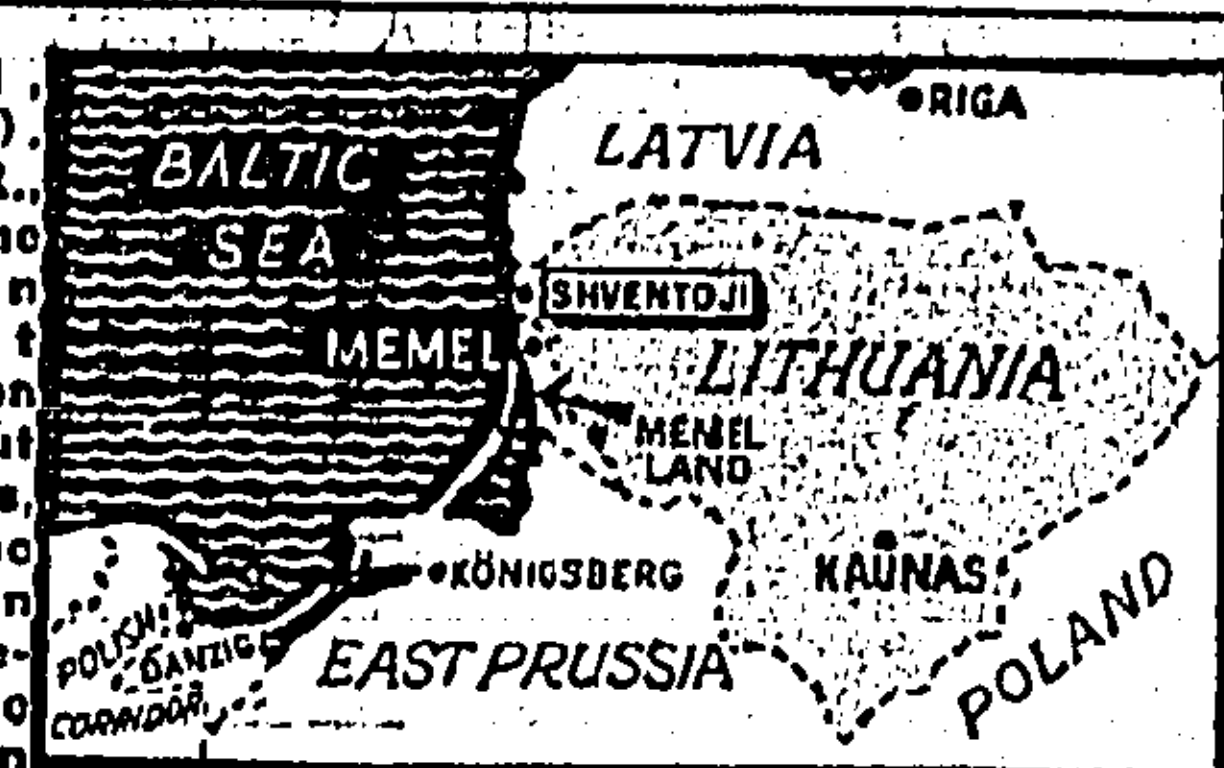 RIGA
LATVIA
BALTIC
SEA
SHVENTOJI
MEMEL
LITHUANIA
MEMEL
LAND
KAUNAS
KÖNIGSBERG
POLISH
DANZIG
CORRIDOR
EAST PRUSSIA
POLAND